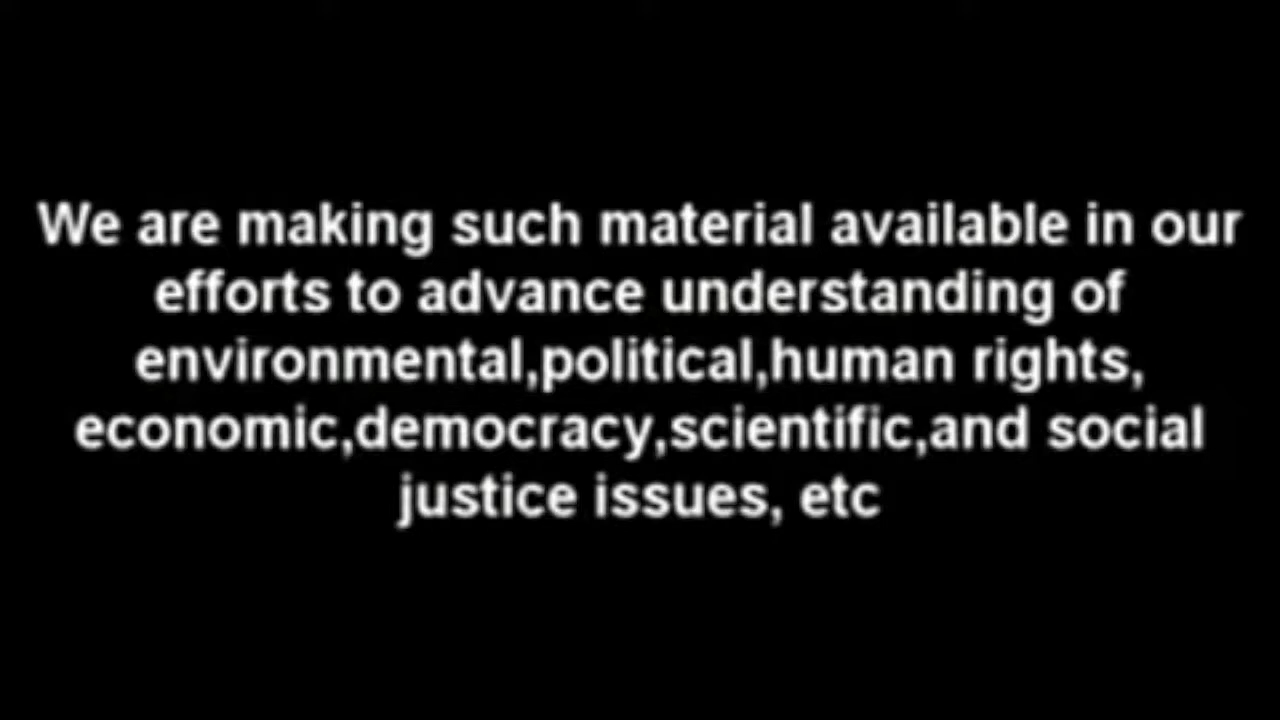 We are making such material available in our
efforts to advance understanding of
environmental,political,human rights,
economic,democracy,scientific,and social
justice issues, etc